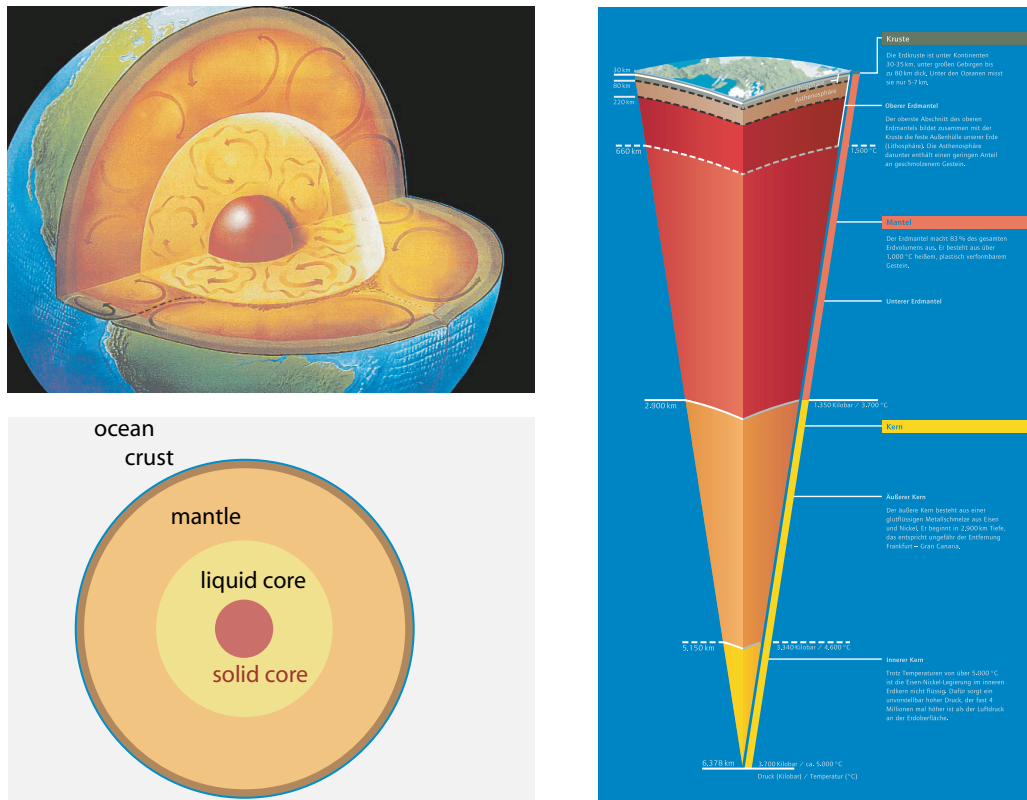 ocean
crust
mantle
liquid core
solid core
30 km
80 km
220 km
660 km
2.900 km
5.150 km
6.378 km
Asthenosphäre
1.500 °C
1.350 Kilobar / 3.700 °C
3.340 Kilobar / 4.600 °C
3.700 Kilobar / ca. 5.000 °C
Druck (Kilobar) / Temperatur (°C)
Kruste
Die Erdkruste ist unter Kontinenten
30-35 km, unter großen Gebirgen bis
zu 80 km dick. Unter den Ozeanen misst
sie nur 5-7 km.
Oberer Erdmantel
Der oberste Abschnitt des oberen
Erdmantels bildet zusammen mit der
Kruste die feste Außenhülle unserer Erde
(Lithosphäre). Die Asthenosphäre
darunter enthält einen geringen Anteil
an geschmolzenem Gestein.
Mantel
Der Erdmantel macht 83 % des gesamten
Erdvolumens aus. Er besteht aus über
1.000 °C heißem, plastisch verformbarem
Gestein.
Unterer Erdmantel
Kern
Äußerer Kern
Der äußere Kern besteht aus einer
glutflüssigen Metallschmelze aus Eisen
und Nickel. Er beginnt in 2.900 km Tiefe,
das entspricht ungefähr der Entfernung
Frankfurt – Gran Canaria.
Innerer Kern
Trotz Temperaturen von über 5.000 °C
ist die Eisen-Nickel-Legierung im inneren
Erdkern nicht flüssig. Dafür sorgt ein
unvorstellbar hoher Druck, der fast 4
Millionen mal höher ist als der Luftdruck
an der Erdoberfläche.